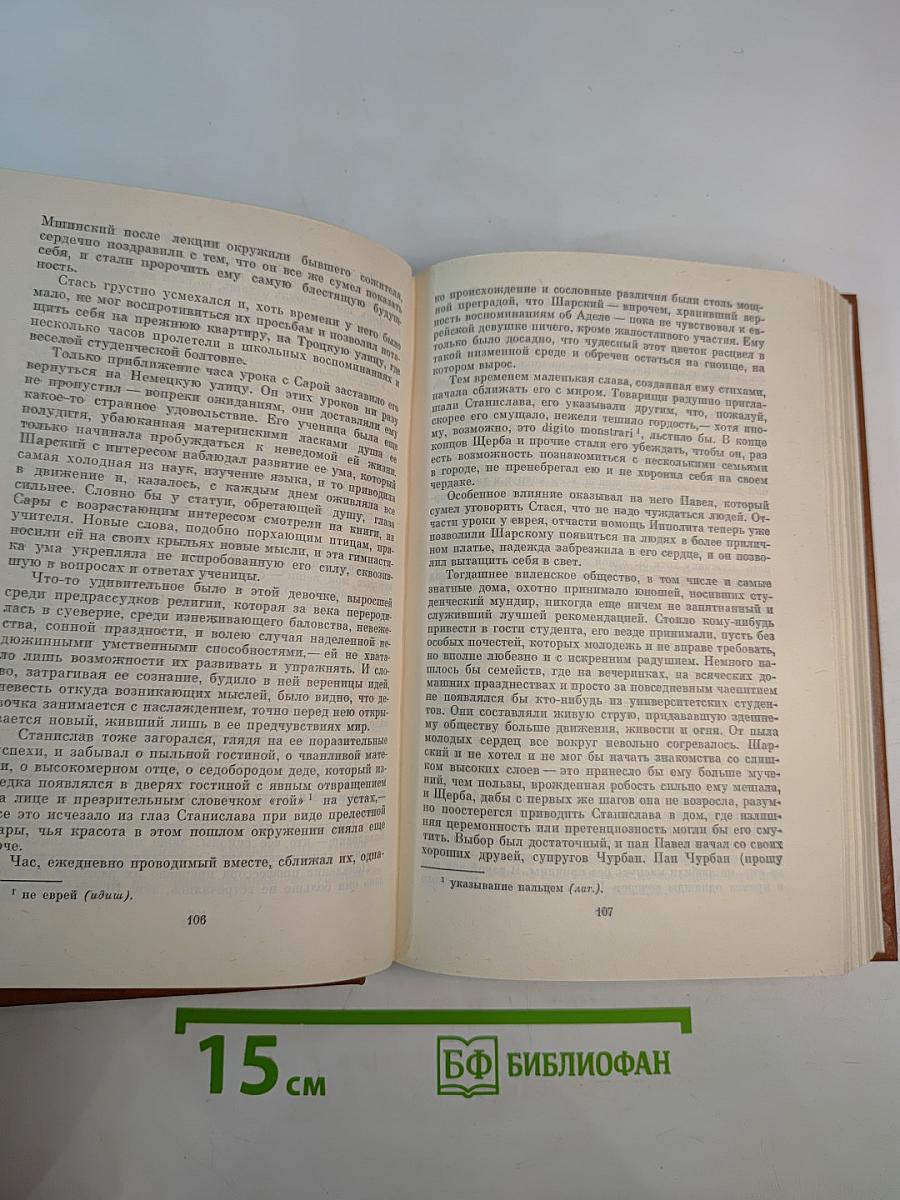 Мшинский после лекции окружили бывшего сожителя,
сердечно поздравили с тем, что он все же сумел показать
себя, и стали пророчить ему самую блестящую будущ-
ность.
Стась грустно усмехался и, хоть времени у него было
мало, не мог воспротивиться их просьбам и позволил пота-
щить себя на прежнюю квартиру, на Троцкую улицу, где
несколько часов пролетели в школьных воспоминаниях и
веселой студенческой болтовне.
Только приближение часа урока с Сарой заставило его
вернуться на Немецкую улицу. Он этих уроков ни разу
не пропустил — вопреки ожиданиям, они доставляли ему
какое-то странное удовольствие. Его ученица была еще
полудитя, убаюканная материнскими ласками душа ее
только начинала пробуждаться к неведомой ей жизни.
Шарский с интересом наблюдал развитие ее ума, который
самая холодная из наук, изучение языка, и то приводила
в движение и, казалось, с каждым днем оживляла все
сильнее. Словно бы у статуи, обретающей душу, глаза
Сары с возрастающим интересом смотрели на книги, на
учителя. Новые слова, подобно порхающим птицам, при-
носили ей на своих крыльях новые мысли, и эта гимнасти-
ка ума укрепляла не испробованную его силу, сквозив-
шую в вопросах и ответах ученицы.
Что-то удивительное было в этой девочке, выросшей
среди предрассудков религии, которая за века перероди-
лась в суеверие, среди изнеживающего баловства, невеже-
ства, сонной праздности, и волею случая наделенной не-
дюжинными умственными способностями,— ей не хвата-
ло лишь возможности их развивать и упражнять. И сло-
во, затрагивая ее сознание, будило в ней вереницы идей,
невесть откуда возникающих мыслей, было видно, что де-
вочка занимается с наслаждением, точно перед нею откры-
вается новый, живший лишь в ее предчувствиях мир.
Станислав тоже загорался, глядя на ее поразительные
успехи, и забывал о пыльной гостиной, о чванливой мате-
ри, о высокомерном отце, о седобородом деде, который из-
редка появлялся в дверях гостиной с явным отвращением
на лице и презрительным словечком «гой» ¹ на устах,—
все это исчезало из глаз Станислава при виде прелестной
Сары, чья красота в этом пошлом окружении сияла еще
ярче.
Час, ежедневно проводимый вместе, сближал их, одна-
¹ не еврей (идиш).
106
ко происхождение и сословные различия были столь мощ-
ной преградой, что Шарский — впрочем, хранивший вер-
ность воспоминаниям об Аделе — пока не чувствовал к ев-
рейской девушке ничего, кроме жалостливого участия. Ему
только было досадно, что чудесный этот цветок расцвел в
такой низменной среде и обречен остаться на гноище, на
котором вырос.
Тем временем маленькая слава, созданная ему стихами,
начала сближать его с миром. Товарищи радушно пригла-
шали Станислава, его указывали другим, что, пожалуй,
скорее его смущало, нежели тешило гордость,— хотя ино-
му, возможно, это digito monstrari ¹, льстило бы. В конце
концов Щерба и прочие стали его убеждать, чтобы он, раз
есть возможность познакомиться с несколькими семьями
в городе, не пренебрегал ею и не хоронил себя на своем
чердаке.
Особенное влияние оказывал на него Павел, который
сумел уговорить Стася, что не надо чуждаться людей. От-
части уроки у еврея, отчасти помощь Ипполита теперь уже
позволили Шарскому появиться на людях в более прилич-
ном платье, надежда забрезжила в его сердце, и он позво-
лил вытащить себя в свет.
Тогдашнее виленское общество, в том числе и самые
знатные дома, охотно принимало юношей, носивших сту-
денческий мундир, никогда еще ничем не запятнанный и
служивший лучшей рекомендацией. Стоило кому-нибудь
привести в гости студента, его везде принимали, пусть без
особых почестей, которых молодежь и не вправе требовать,
но вполне любезно и с искренним радушием. Немного на-
шлось бы семейств, где на вечеринках, на всяческих до-
машних празднествах и просто за повседневным чаепитием
не появлялся бы кто-нибудь из университетских студен-
тов. Они составляли живую струю, придававшую здешне-
му обществу больше движения, живости и огня. От пыла
молодых сердец все вокруг невольно согревалось. Шар-
ский и не хотел и не мог бы начать знакомства со слиш-
ком высоких слоев — это принесло бы ему больше муче-
ний, чем пользы, врожденная робость сильно ему мешала,
и Щерба, дабы с первых же шагов она не возросла, разум-
но поостерегся приводить Станислава в дом, где излиш-
няя церемонность или претенциозность могли бы его сму-
тить. Выбор был достаточный, и пан Павел начал со своих
хороших друзей, супругов Чурбан. Пан Чурбан (прошу
¹ указывание пальцем (лат.).
107
15 см
БФ БИБЛИОФАН